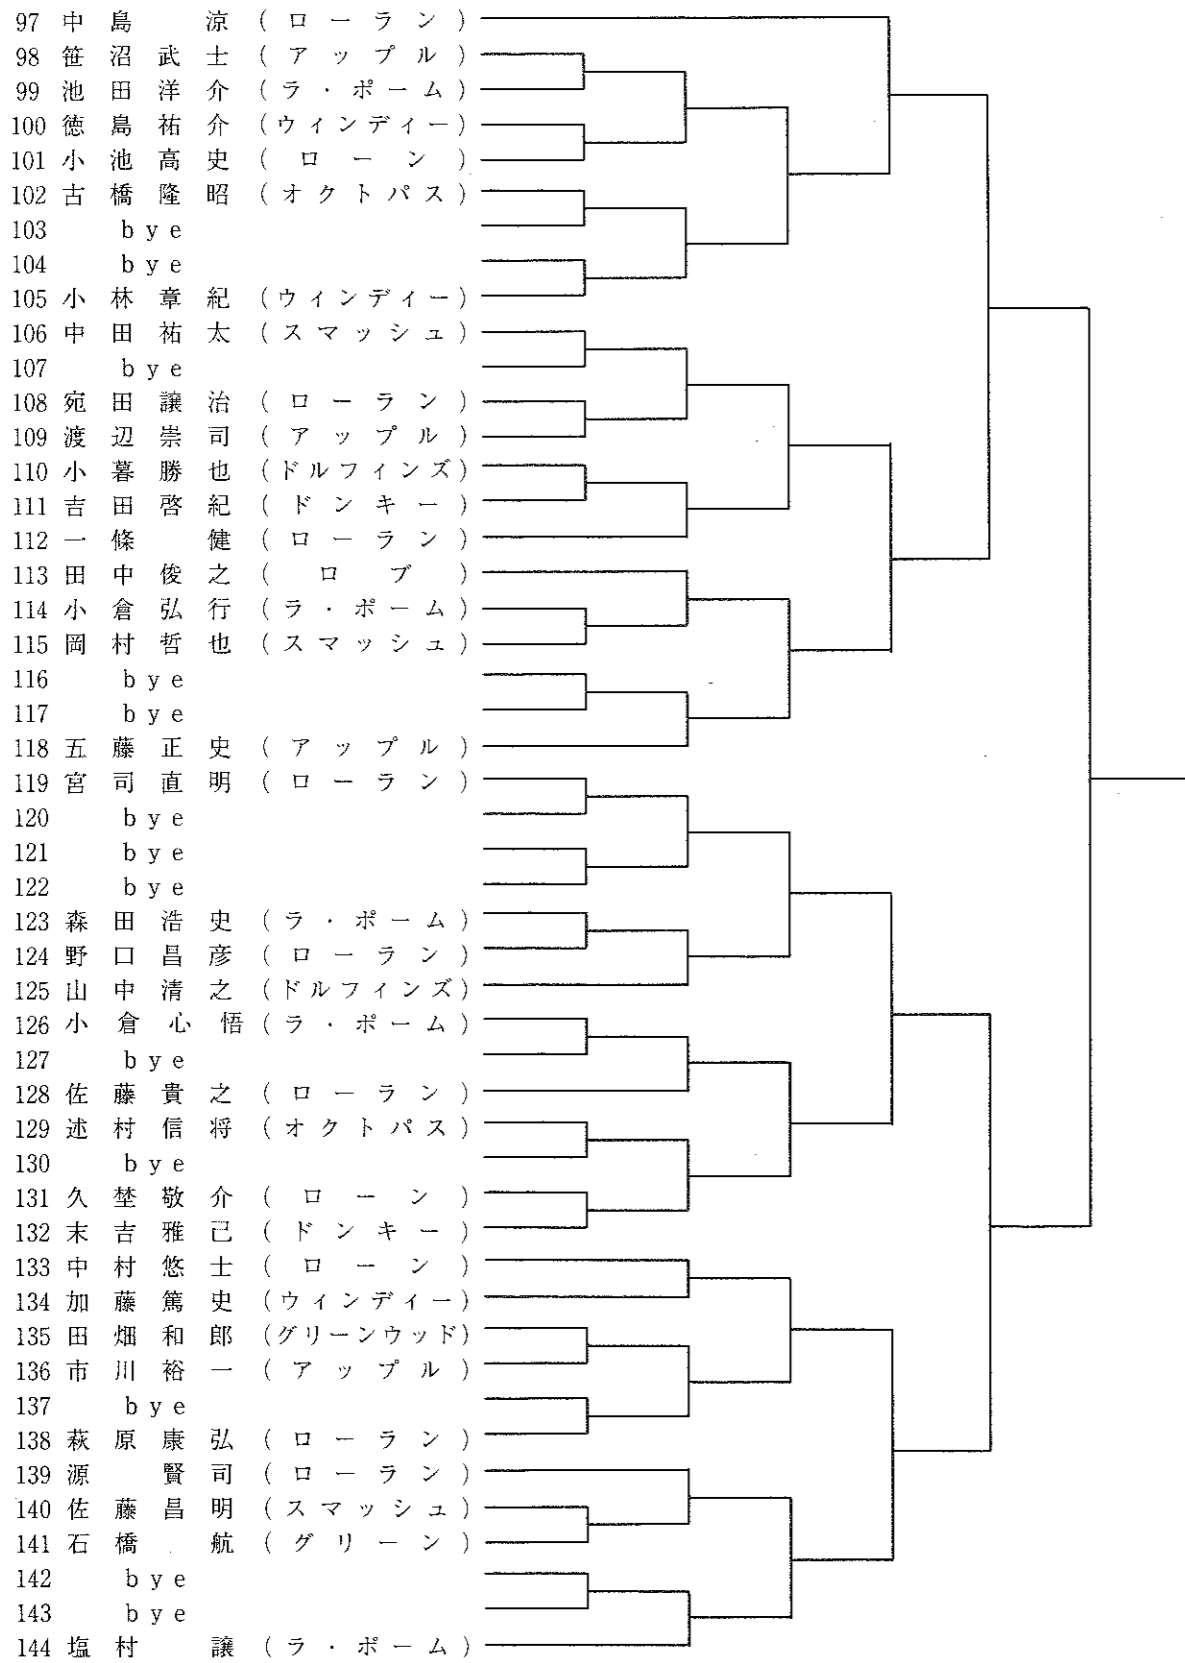 97 中島 涼 (ローラン)
98 笹沼武士 (アップル)
99 池田洋介 (ラ・ポーム)
100 徳島祐介 (ウィンディー)
101 小池高史 (ローン)
102 古橋隆昭 (オクトパス)
103 bye
104 bye
105 小林章紀 (ウィンディー)
106 中田祐太 (スマッシュ)
107 bye
108 宛田譲治 (ローラン)
109 渡辺崇司 (アップル)
110 小暮勝也 (ドルフィンズ)
111 吉田啓紀 (ドンキー)
112 一條 健 (ローラン)
113 田中俊之 (ロブ)
114 小倉弘行 (ラ・ポーム)
115 岡村哲也 (スマッシュ)
116 bye
117 bye
118 五藤正史 (アップル)
119 宮司直明 (ローラン)
120 bye
121 bye
122 bye
123 森田浩史 (ラ・ポーム)
124 野口昌彦 (ローラン)
125 山中清之 (ドルフィンズ)
126 小倉心悟 (ラ・ポーム)
127 bye
128 佐藤貴之 (ローラン)
129 述村信将 (オクトパス)
130 bye
131 久埜敬介 (ローン)
132 末吉雅己 (ドンキー)
133 中村悠士 (ローン)
134 加藤篤史 (ウィンディー)
135 田畑和郎 (グリーンウッド)
136 市川裕一 (アップル)
137 bye
138 萩原康弘 (ローラン)
139 源 賢司 (ローラン)
140 佐藤昌明 (スマッシュ)
141 石橋 航 (グリーン)
142 bye
143 bye
144 塩村 譲 (ラ・ポーム)